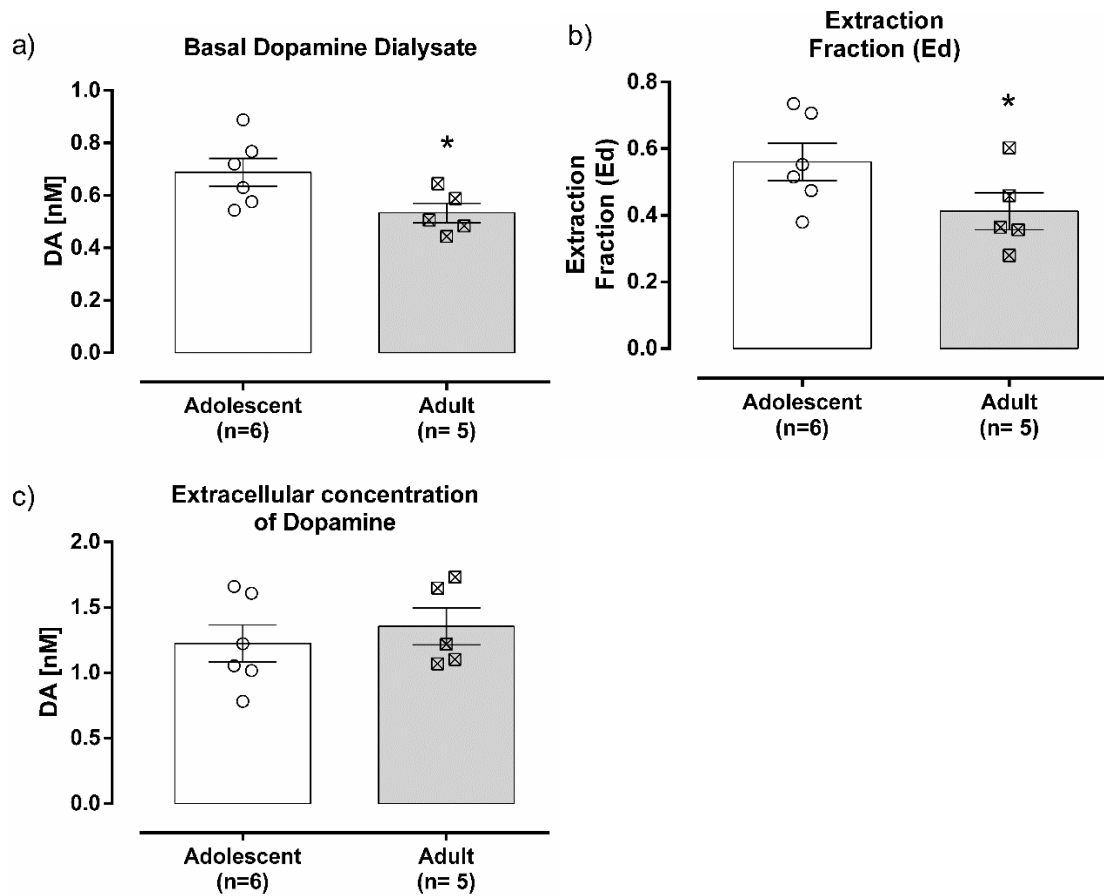 a)
Basal Dopamine Dialysate
DA [nM]
1.0
0.8
0.6
0.4
0.2
0.0
*
Adolescent
(n=6)
Adult
(n= 5)
b)
Extraction
Fraction (Ed)
Extraction
Fraction (Ed)
0.8
0.6
0.4
0.2
0.0
*
Adolescent
(n=6)
Adult
(n= 5)
c)
Extracellular concentration
of Dopamine
DA [nM]
2.0
1.5
1.0
0.5
0.0
Adolescent
(n=6)
Adult
(n= 5)